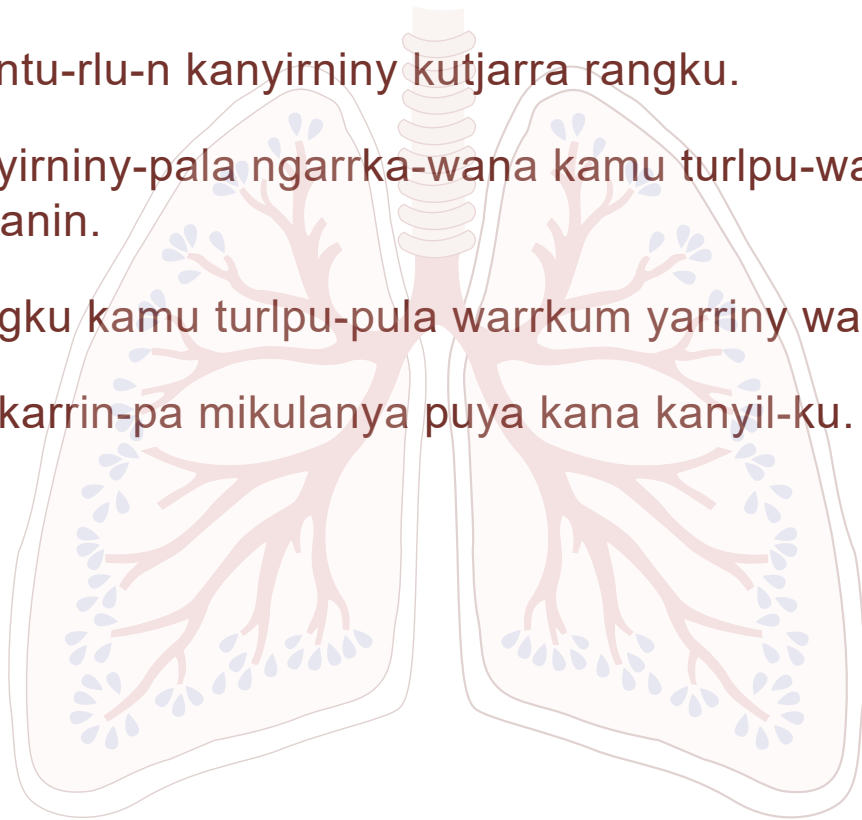 ntu-rlu-n kanyirniny kutjarra rangku.
yirniny-pala ngarrka-wana kamu turlpu-wa
anin.
gku kamu turlpu-pula warrkum yarriny wa
karrin-pa mikulanya puya kana kanyil-ku.